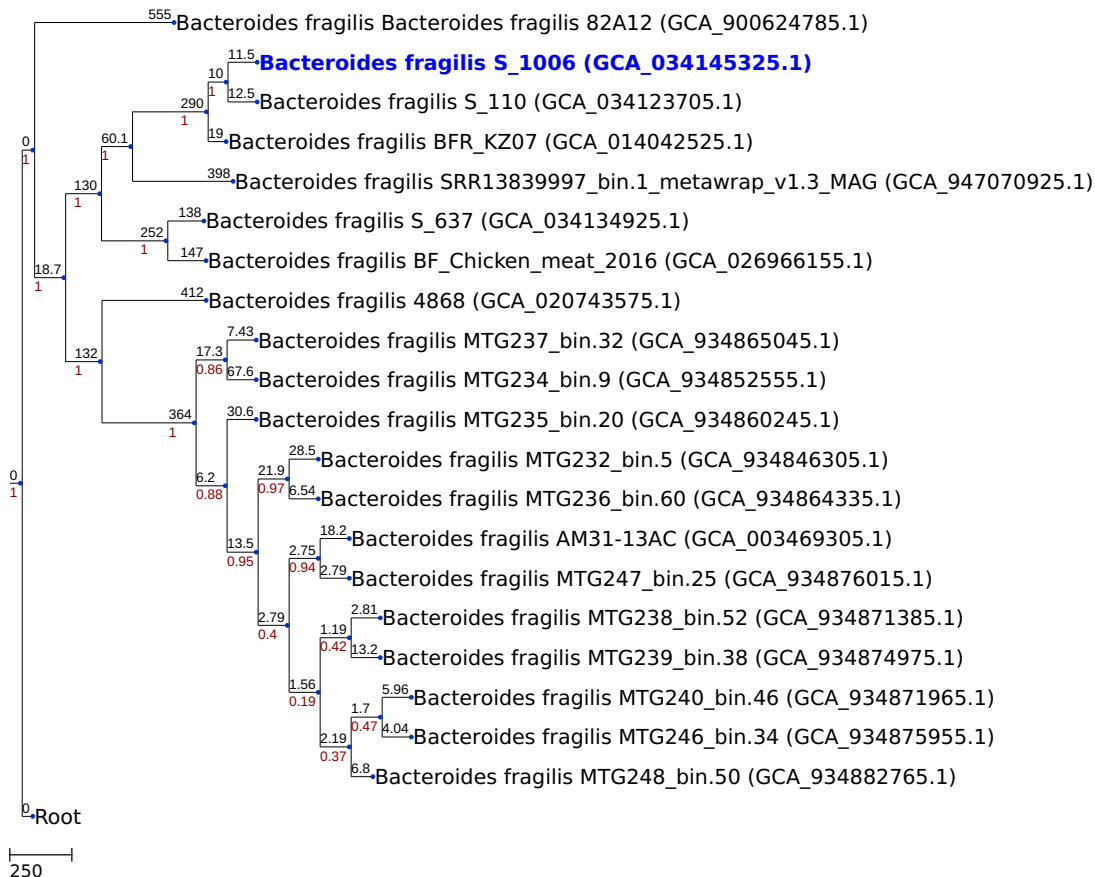 555
Bacteroides fragilis Bacteroides fragilis 82A12 (GCA_900624785.1)
11.5
Bacteroides fragilis S_1006 (GCA_034145325.1)
10
1
12.5
Bacteroides fragilis S_110 (GCA_034123705.1)
290
1
19
Bacteroides fragilis BFR_KZ07 (GCA_014042525.1)
0
1
60.1
1
398
Bacteroides fragilis SRR13839997_bin.1_metawrap_v1.3_MAG (GCA_947070925.1)
130
1
138
Bacteroides fragilis S_637 (GCA_034134925.1)
252
1
147
Bacteroides fragilis BF_Chicken_meat_2016 (GCA_026966155.1)
18.7
1
412
Bacteroides fragilis 4868 (GCA_020743575.1)
7.43
Bacteroides fragilis MTG237_bin.32 (GCA_934865045.1)
132
1
17.3
0.86
67.6
Bacteroides fragilis MTG234_bin.9 (GCA_934852555.1)
364
1
30.6
Bacteroides fragilis MTG235_bin.20 (GCA_934860245.1)
28.5
Bacteroides fragilis MTG232_bin.5 (GCA_934846305.1)
0
1
6.2
0.88
21.9
0.97
6.54
Bacteroides fragilis MTG236_bin.60 (GCA_934864335.1)
18.2
Bacteroides fragilis AM31-13AC (GCA_003469305.1)
13.5
0.95
2.75
0.94
2.79
Bacteroides fragilis MTG247_bin.25 (GCA_934876015.1)
2.81
Bacteroides fragilis MTG238_bin.52 (GCA_934871385.1)
2.79
0.4
1.19
0.42
13.2
Bacteroides fragilis MTG239_bin.38 (GCA_934874975.1)
1.56
0.19
5.96
Bacteroides fragilis MTG240_bin.46 (GCA_934871965.1)
1.7
0.47
4.04
Bacteroides fragilis MTG246_bin.34 (GCA_934875955.1)
2.19
0.37
6.8
Bacteroides fragilis MTG248_bin.50 (GCA_934882765.1)
0
Root
250